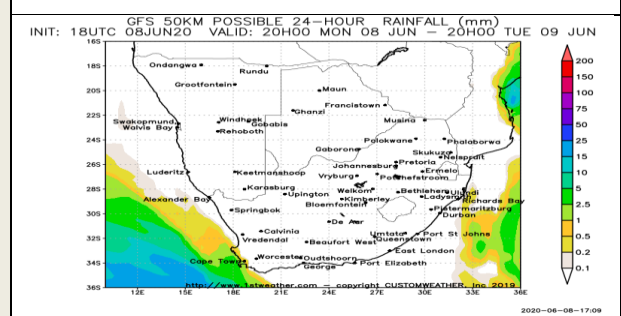 GFS 50KM POSSIBLE 24-HOUR RAINFALL (mm)
INIT: 18UTC 08JUN20 VALID: 20H00 MON 08 JUN - 20H00 TUE 09 JUN
16S
Ondangwa
Rundu
200
18S
150
Grootfontein
Maun
20S
100
Francistown
Ghanzi
75
22S
Windhoek
Gobabis
Musina
Swakopmund
Walvis Bay
Rehoboth
50
24S
Polokwane
Phalaborwa
25
Gaborone
Skukuza
Nelspruit
15
26S
Johannesburg
Pretoria
Luderitz
Keetmanshoop
Vryburg
Potchefstroom
Ermelo
10
28S
Karasburg
Upington
Welkom
Bethlehem
Ulundi
5
Alexander Bay
Kimberley
Ladysmith
Richards Bay
Bloemfontein
Pietermaritzburg
2.5
30S
Springbok
Durban
De Aar
1
32S
Calvinia
Umtata
Port St Johns
0.5
Vredendal
Beaufort West
Queenstown
East London
0.2
34S
Cape Town
Worcester
Oudtshoorn
George
Port Elizabeth
0.1
36S
http://www.1stweather.com - copyright CUSTOMWEATHER, Inc 2019
12E 15E 18E 21E 24E 27E 30E 33E 36E
2020-06-08-17:09